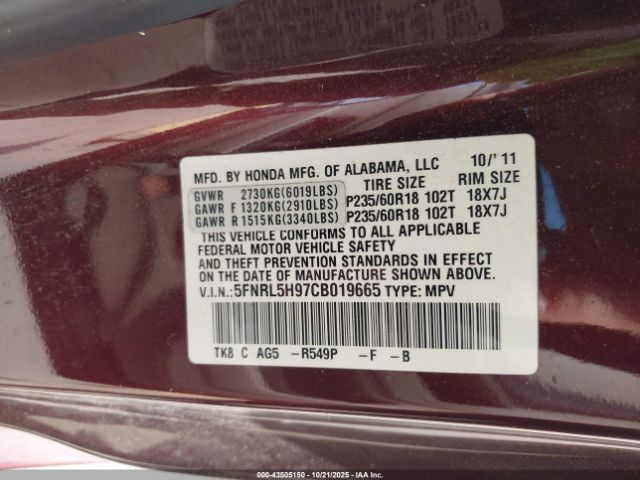 MFD. BY HONDA MFG. OF ALABAMA, LLC 10/'11
TIRE SIZE RIM SIZE
GVWR 2730KG(6019LBS)
GAWR F 1320KG(2910LBS) P235/60R18 102T 18X7J
GAWR R 1515KG(3340LBS) P235/60R18 102T 18X7J
THIS VEHICLE CONFORMS TO ALL APPLICABLE
FEDERAL MOTOR VEHICLE SAFETY
AND THEFT PREVENTION STANDARDS IN EFFECT
ON THE DATE OF MANUFACTURE SHOWN ABOVE.
V.I.N.:5FNRL5H97CB019665 TYPE: MPV
TK8 C AG5 -R549P -F -B
000-43505150 - 10/21/2025 - IAAI.COM